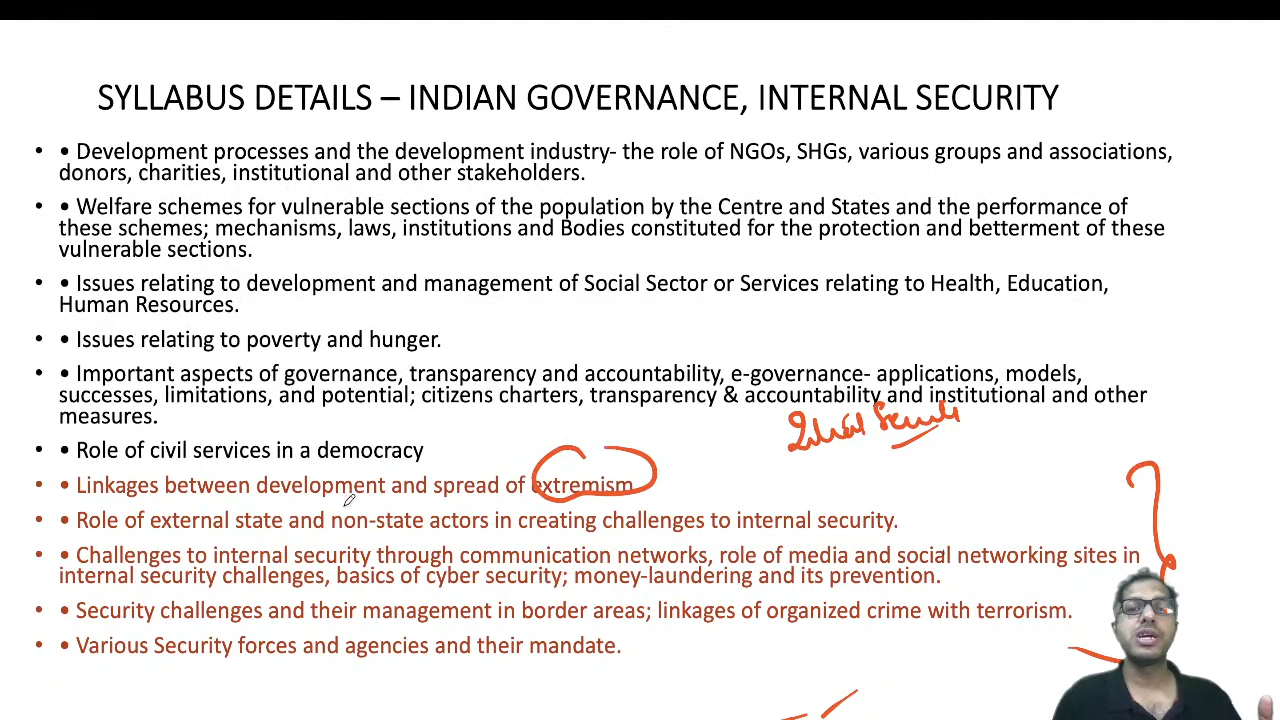 SYLLABUS DETAILS – INDIAN GOVERNANCE, INTERNAL SECURITY
• • Development processes and the development industry- the role of NGOs, SHGs, various groups and associations,
donors, charities, institutional and other stakeholders.
• • Welfare schemes for vulnerable sections of the population by the Centre and States and the performance of
these schemes; mechanisms, laws, institutions and Bodies constituted for the protection and betterment of these
vulnerable sections.
• • Issues relating to development and management of Social Sector or Services relating to Health, Education,
Human Resources.
• • Issues relating to poverty and hunger.
• • Important aspects of governance, transparency and accountability, e-governance- applications, models,
successes, limitations, and potential; citizens charters, transparency & accountability and institutional and other
measures.
• • Role of civil services in a democracy
• • Linkages between development and spread of extremism.
• • Role of external state and non-state actors in creating challenges to internal security.
• • Challenges to internal security through communication networks, role of media and social networking sites in
internal security challenges, basics of cyber security; money-laundering and its prevention.
• • Security challenges and their management in border areas; linkages of organized crime with terrorism.
• • Various Security forces and agencies and their mandate.